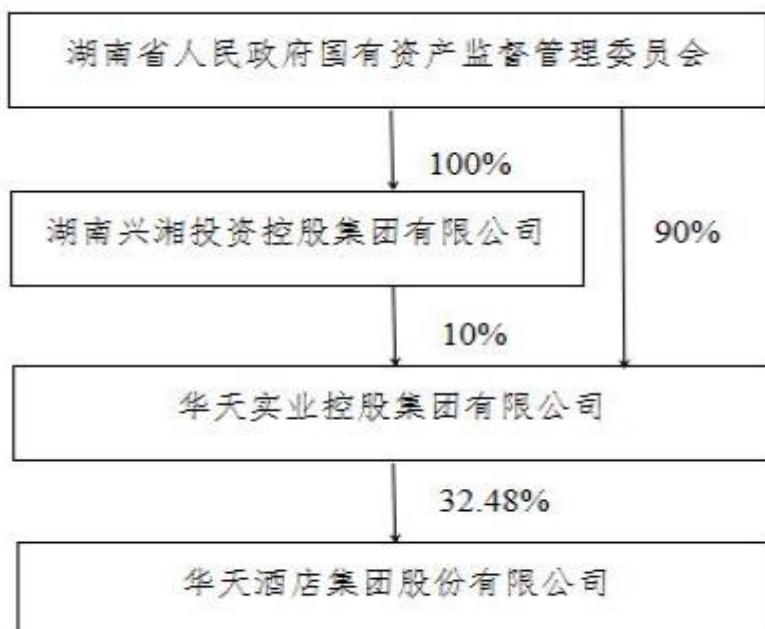 湖南省人民政府国有资产监督管理委员会
100%
湖南兴湘投资控股集团有限公司
90%
10%
华天实业控股集团有限公司
32.48%
华天酒店集团股份有限公司